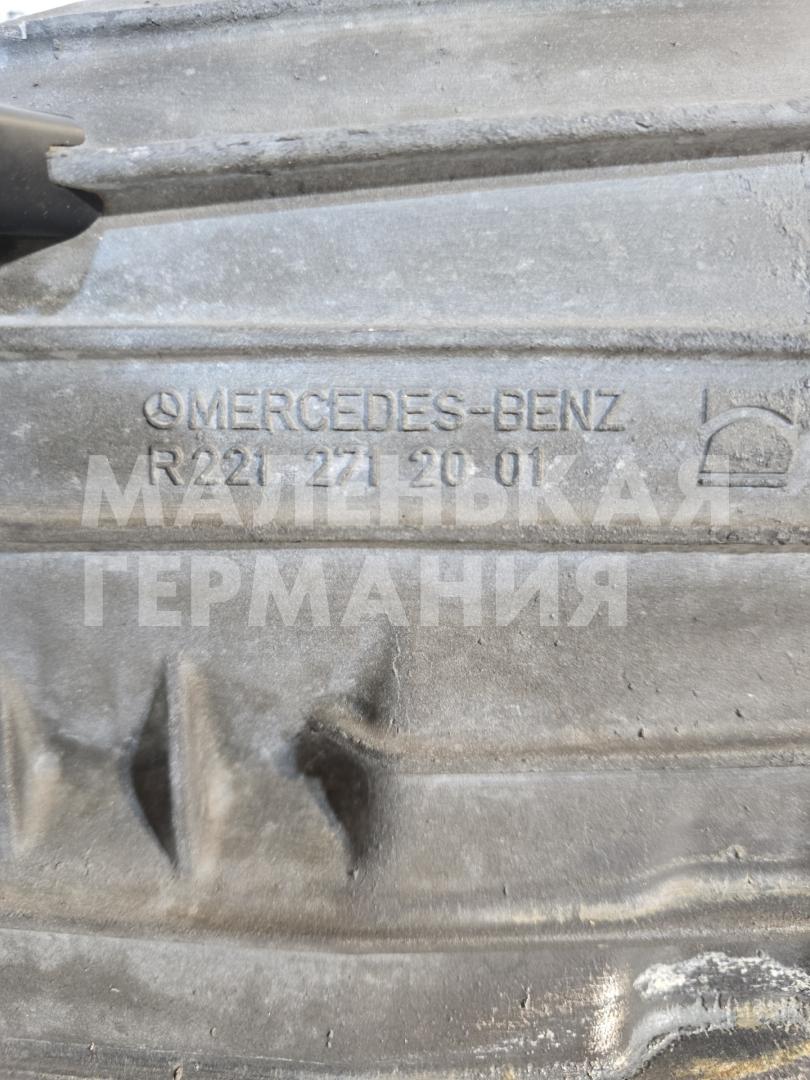 MERCEDES-BENZ
R221 271 20 01
МАЛЕНЬКАЯ
ГЕРМАНИЯ